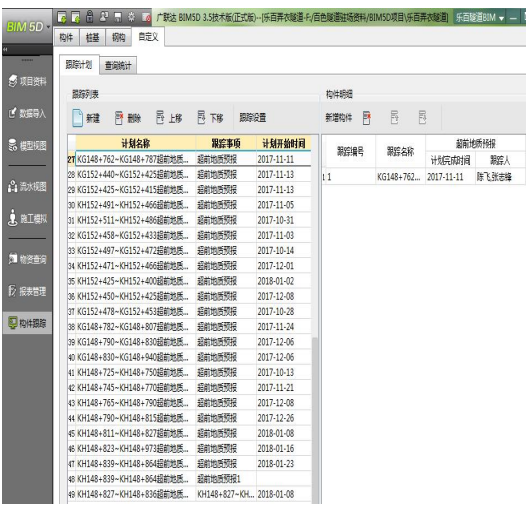 BIM 5D
广联达 BIM5D 3.5技术版(正式版)--[乐百弄衣隧道-F:/百色隧道驻场资料/BIM5D项目\乐百弄衣隧道] 乐百隧道BIM
构件 桩基 钢构 自定义
跟踪计划 查询统计
项目资料
数据导入
模型视图
流水视图
施工模拟
物资查询
报表管理
构件跟踪
跟踪列表
新建 删除 上移 下移 跟踪设置
计划名称 跟踪事项 计划开始时间
27 KG148+762~KG148+787超前地质... 超前地质预报 2017-11-11
28 KG152+440~KG152+425超前地质... 超前地质预报 2017-11-13
29 KG152+425~KG152+415超前地质... 超前地质预报 2017-11-13
30 KH152+491~KH152+466超前地质... 超前地质预报 2017-11-05
31 KH152+511~KH152+486超前地质... 超前地质预报 2017-10-31
32 KG152+458~KG152+433超前地质... 超前地质预报 2017-11-03
33 KG152+497~KG152+472超前地质... 超前地质预报 2017-10-14
34 KH152+471~KH152+466超前地质... 超前地质预报 2017-12-01
35 KH152+425~KH152+400超前地质... 超前地质预报 2018-01-02
36 KH152+450~KH152+425超前地质... 超前地质预报 2017-12-08
37 KG152+478~KG152+453超前地质... 超前地质预报 2017-10-28
38 KG148+782~KG148+807超前地质... 超前地质预报 2017-11-24
39 KG148+790~KG148+830超前地质... 超前地质预报 2017-12-06
40 KG148+830~KG148+940超前地质... 超前地质预报 2017-12-06
41 KH148+725~KH148+750超前地质... 超前地质预报 2017-10-13
42 KH148+745~KH148+770超前地质... 超前地质预报 2017-11-21
43 KH148+765~KH148+790超前地质... 超前地质预报 2017-12-08
44 KH148+790~KH148+815超前地质... 超前地质预报 2017-12-26
45 KH148+811~KH148+827超前地质... 超前地质预报 2018-01-08
46 KH148+823~KH148+973超前地质... 超前地质预报 2018-01-16
47 KH148+839~KH148+864超前地质... 超前地质预报 2018-01-23
48 KH148+839~KH148+864超前地质... 超前地质预报1
49 KH148+827~KH148+836超前地质... KH148+827~KH... 2018-01-08
构件明细
新增构件
跟踪编号 跟踪名称 超前地质预报
计划完成时间 跟踪人
1 1 KG148+762... 2017-11-11 陈飞,张志锋